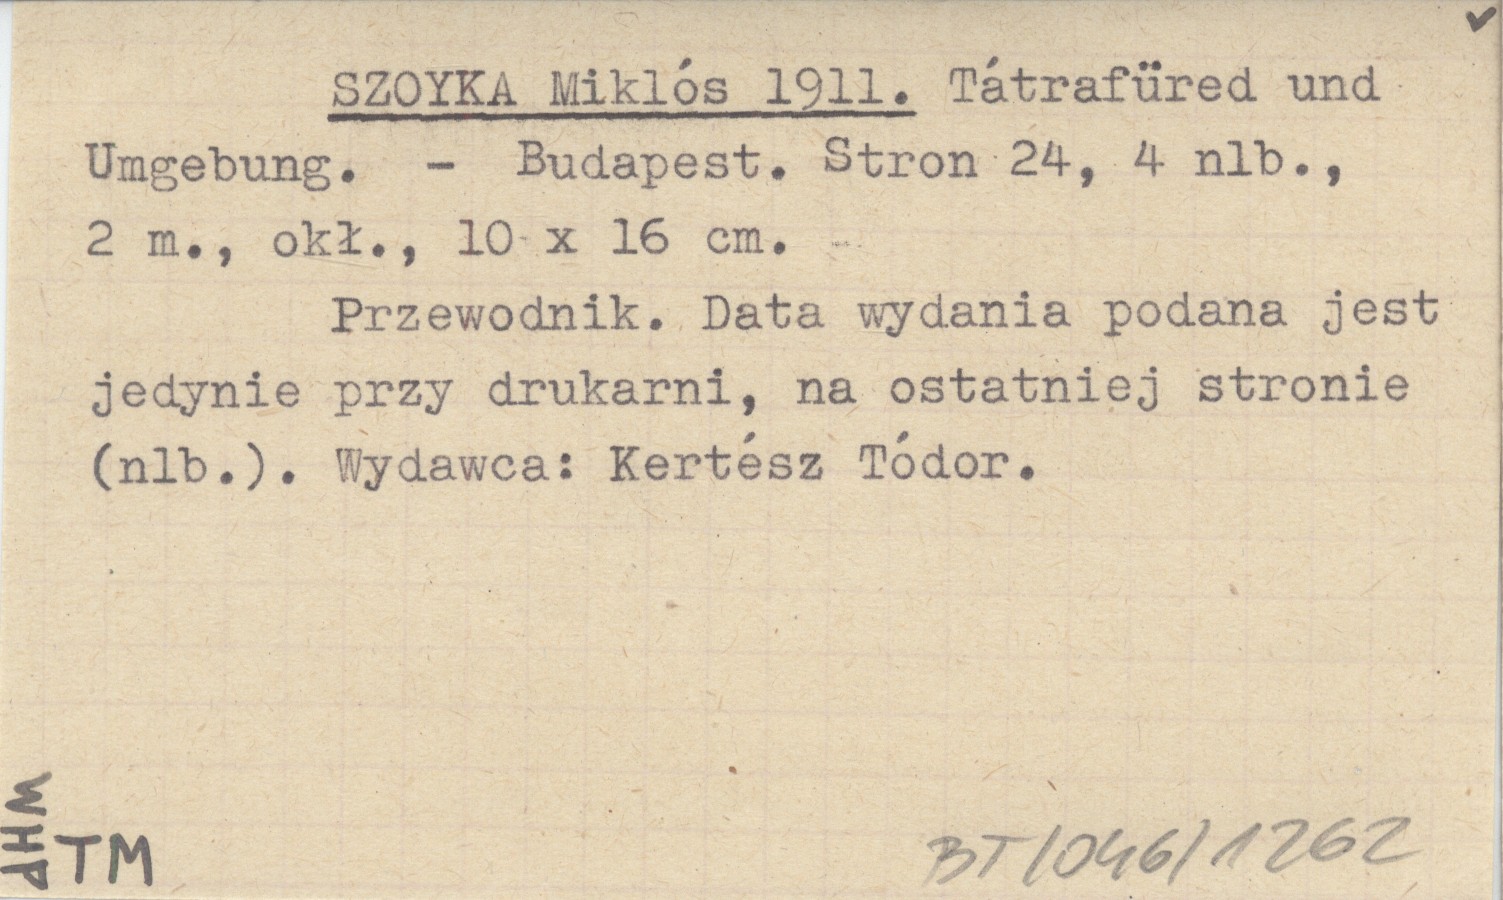 SZOYKA Miklós 1911. Tátrafüred und
Umgebung. - Budapest. Stron 24, 4 nlb.,
2 m., okł., 10 x 16 cm.
Przewodnik. Data wydania podana jest
jedynie przy drukarni, na ostatniej stronie
(nlb.). Wydawca: Kertész Tódor.
WHP
TM
BT/046/1262